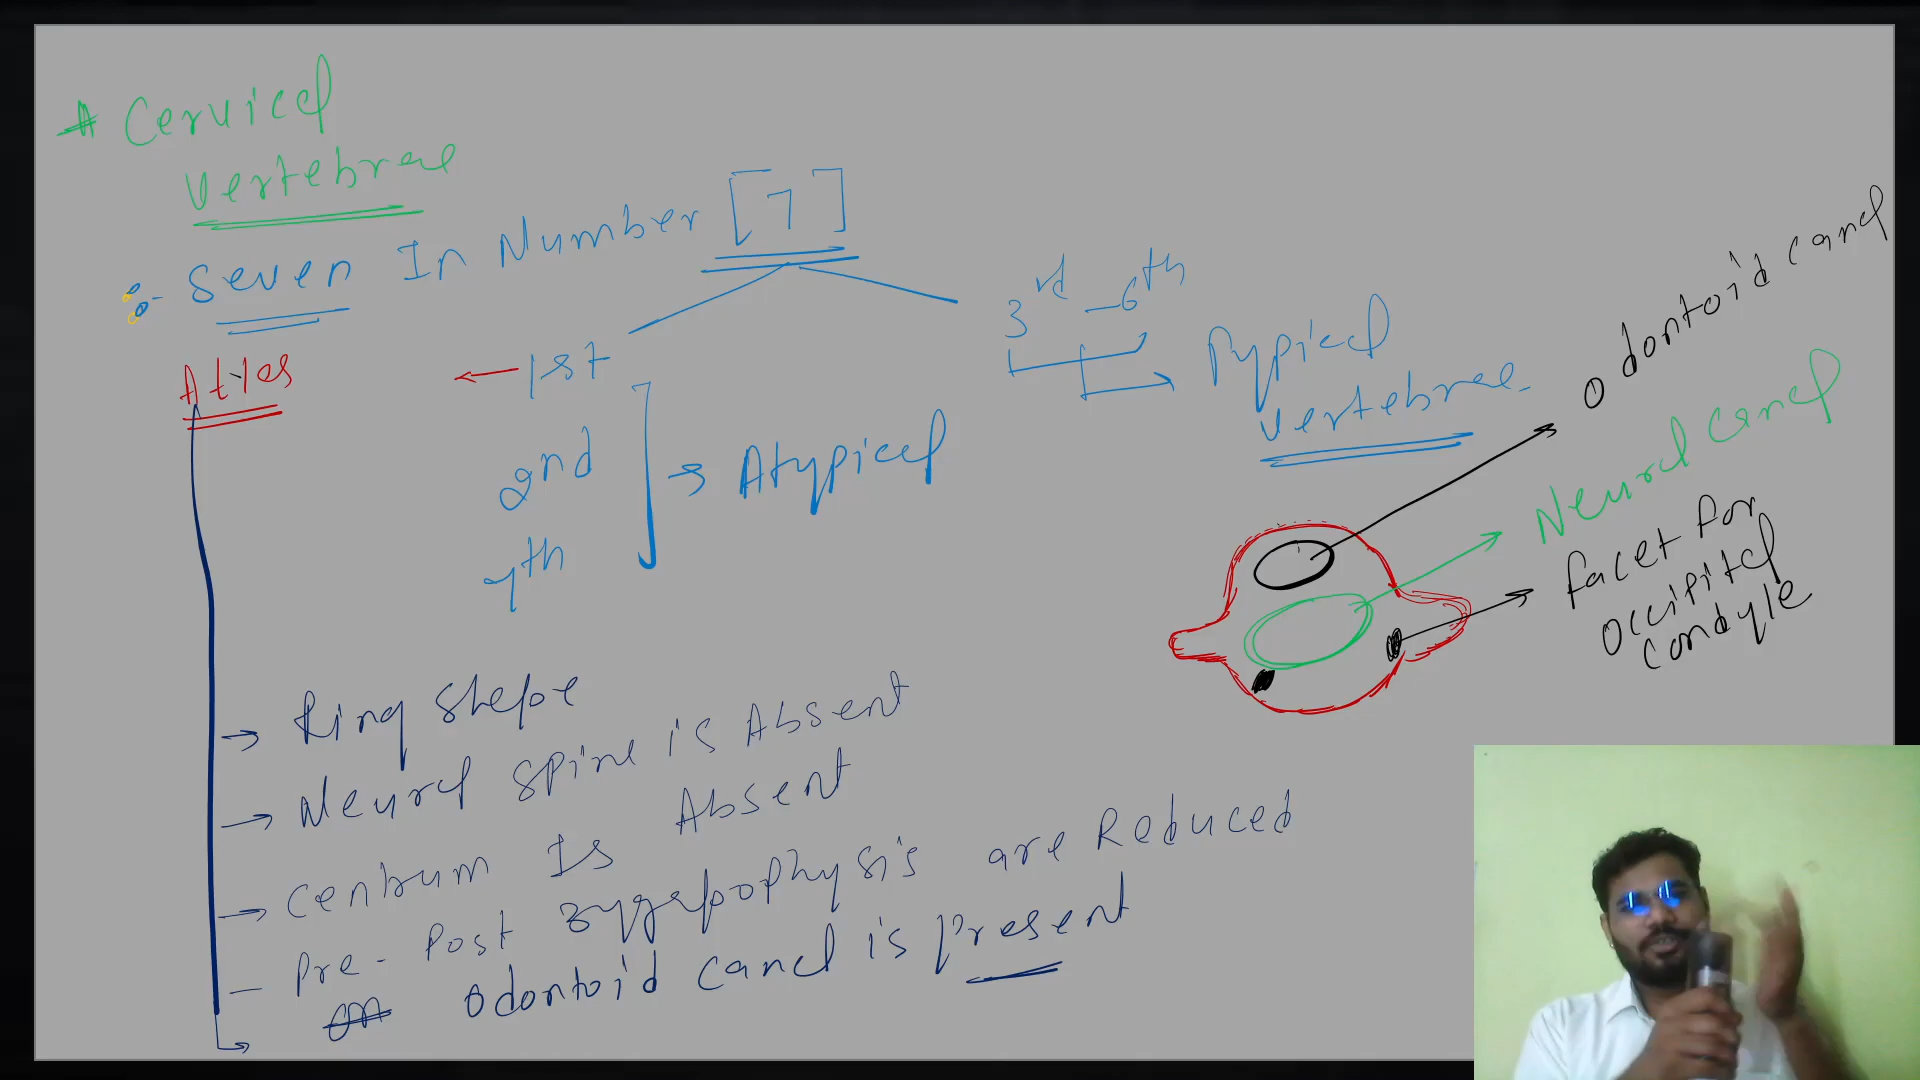 # Cervical
Vertebrae
Seven In Number [7]
Atlas
1st
2nd
7th
Atypical
3rd - 6th
Typical
Vertebrae
Odontoid canal
Neural canal
Facet for
Occipital
condyle
Ring Shape
Neural spine is Absent
Centrum Is Absent
Pre - Post Zygapophysis are Reduced
Odontoid canal is Present